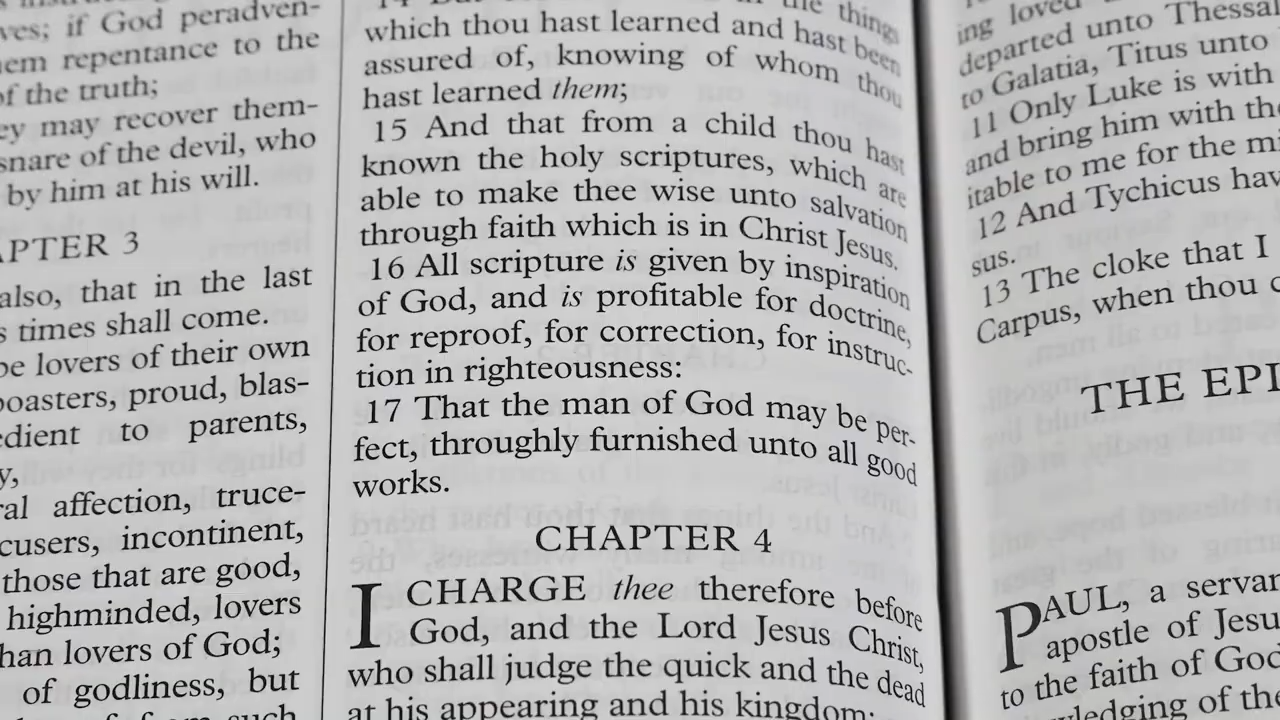 ves; if God peradven-
em repentance to the
of the truth;
ey may recover them-
snare of the devil, who
by him at his will.
APTER 3
also, that in the last
s times shall come.
be lovers of their own
boasters, proud, blas-
edient to parents,
y,
ral affection, truce-
cusers, incontinent,
those that are good,
highminded, lovers
han lovers of God;
of godliness, but
such
14 the things
which thou hast learned and hast been
assured of, knowing of whom thou
hast learned them;
15 And that from a child thou hast
known the holy scriptures, which are
able to make thee wise unto salvation
through faith which is in Christ Jesus.
16 All scripture is given by inspiration
of God, and is profitable for doctrine,
for reproof, for correction, for instruc-
tion in righteousness:
17 That the man of God may be per-
fect, throughly furnished unto all good
works.
CHAPTER 4
I CHARGE thee therefore before
God, and the Lord Jesus Christ,
who shall judge the quick and the dead
at his appearing and his kingdom;
ing loved
departed unto Thessal
to Galatia, Titus unto
11 Only Luke is with
and bring him with the
itable to me for the mi
12 And Tychicus hav
sus.
13 The cloke that I
Carpus, when thou c
THE EPI
PAUL, a servan
apostle of Jesu
to the faith of God
wledging of the